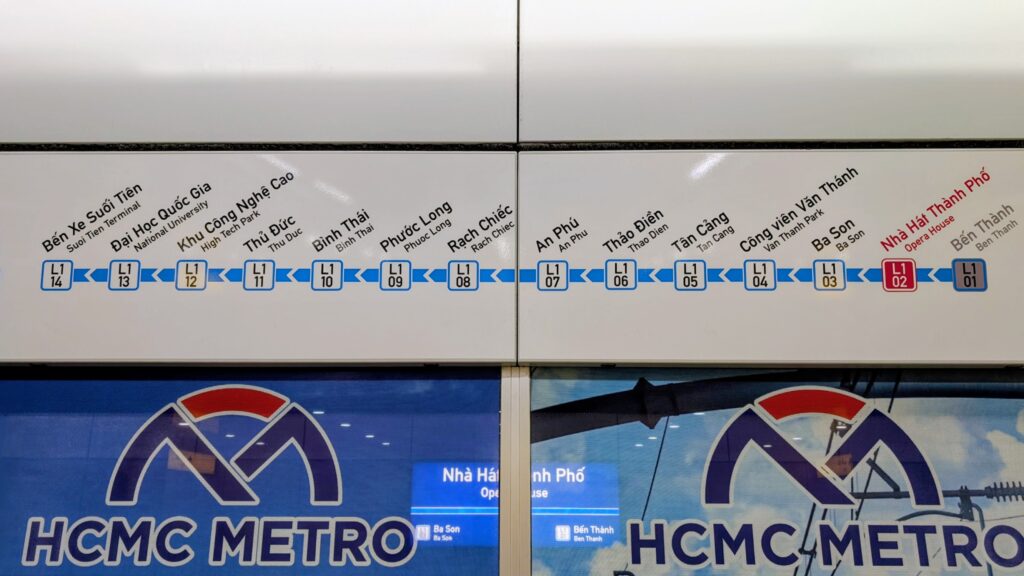 Bến Xe Suối Tiên
Suoi Tien Terminal
L1
14
Đại Học Quốc Gia
National University
L1
13
Khu Công Nghệ Cao
High Tech Park
L1
12
Thủ Đức
Thu Duc
L1
11
Bình Thái
Binh Thai
L1
10
Phước Long
Phuoc Long
L1
09
Rạch Chiếc
Rach Chiec
L1
08
An Phú
An Phu
L1
07
Thảo Điền
Thao Dien
L1
06
Tân Cảng
Tan Cang
L1
05
Công viên Văn Thánh
Van Thanh Park
L1
04
Ba Son
Ba Son
L1
03
Nhà Hát Thành Phố
Opera House
L1
02
Bến Thành
Ben Thanh
L1
01
HCMC METRO
Nhà Hát Phố
Ba Son
Ba Son
Bến Thành
Ben Thanh
HCMC METRO